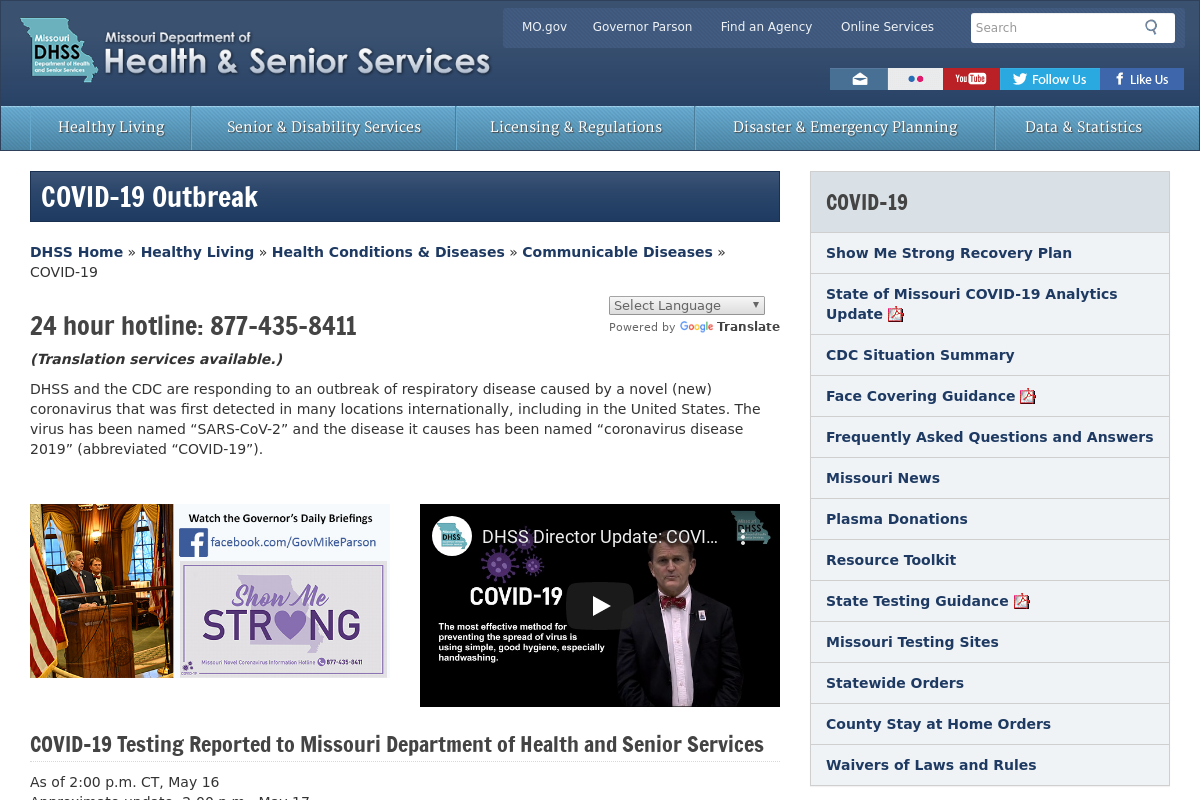 Missouri
DHSS
Department of Health
and Senior Services
Missouri Department of
Health & Senior Services
MO.gov
Governor Parson
Find an Agency
Online Services
Search
You Tube
Follow Us
Like Us
Healthy Living
Senior & Disability Services
Licensing & Regulations
Disaster & Emergency Planning
Data & Statistics
COVID-19 Outbreak
DHSS Home » Healthy Living » Health Conditions & Diseases » Communicable Diseases »
COVID-19
Select Language
Powered by Google Translate
24 hour hotline: 877-435-8411
(Translation services available.)
DHSS and the CDC are responding to an outbreak of respiratory disease caused by a novel (new)
coronavirus that was first detected in many locations internationally, including in the United States. The
virus has been named “SARS-CoV-2” and the disease it causes has been named “coronavirus disease
2019” (abbreviated “COVID-19”).
Watch the Governor's Daily Briefings
facebook.com/GovMikeParson
Show Me
STRONG
Missouri Novel Coronavirus Information Hotline 877-435-8411
DHSS Director Update: COVI...
DHSS
COVID-19
The most effective method for
preventing the spread of virus is
using simple, good hygiene, especially
handwashing.
COVID-19 Testing Reported to Missouri Department of Health and Senior Services
As of 2:00 p.m. CT, May 16
Approximate update, 2:00 p.m., May 17
COVID-19
Show Me Strong Recovery Plan
State of Missouri COVID-19 Analytics
Update
CDC Situation Summary
Face Covering Guidance
Frequently Asked Questions and Answers
Missouri News
Plasma Donations
Resource Toolkit
State Testing Guidance
Missouri Testing Sites
Statewide Orders
County Stay at Home Orders
Waivers of Laws and Rules